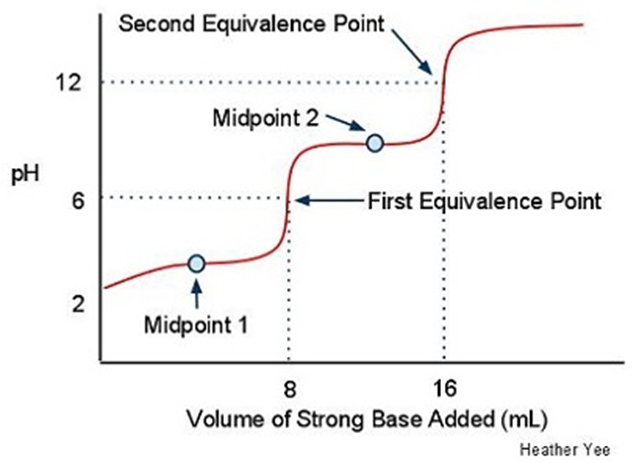 Second Equivalence Point
12
Midpoint 2
pH
6
First Equivalence Point
2
Midpoint 1
8
16
Volume of Strong Base Added (mL)
Heather Yee